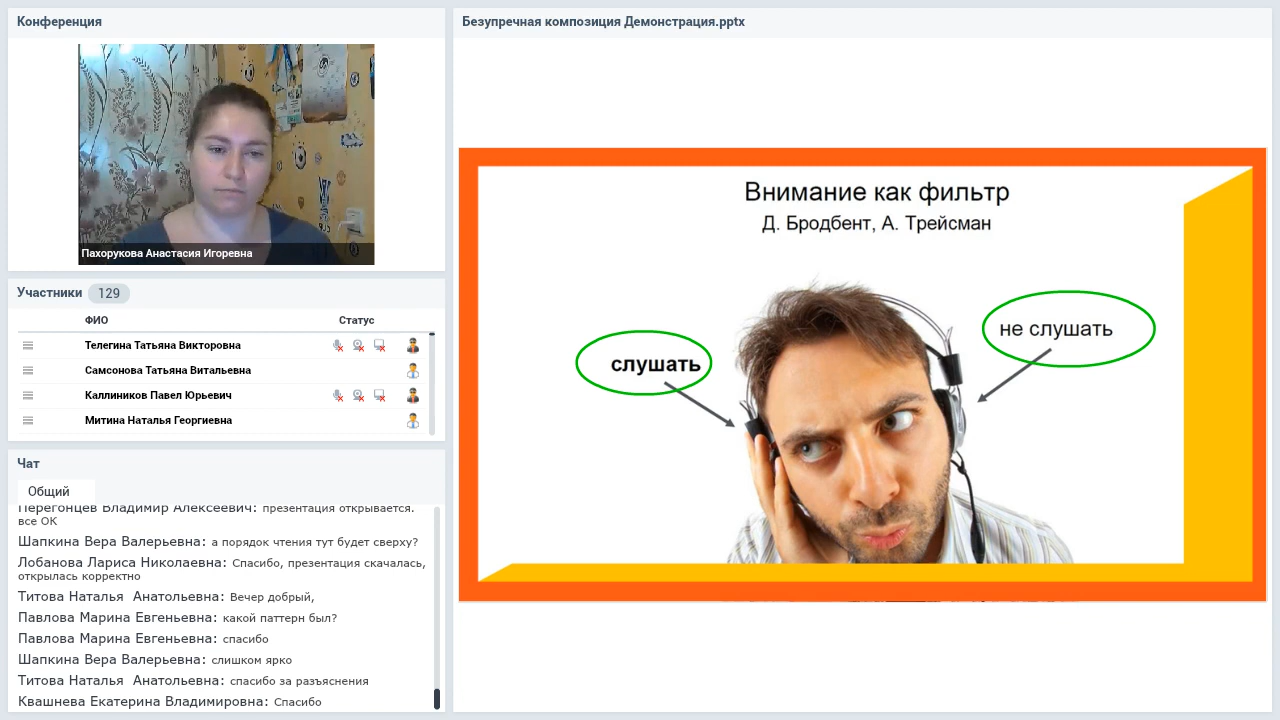 Конференция
Пахорукова Анастасия Игоревна
Участники 129
ФИО Статус
Телегина Татьяна Викторовна
Самсонова Татьяна Витальевна
Каллиников Павел Юрьевич
Митина Наталья Георгиевна
Чат
Общий
Перегонцев Владимир Алексеевич: презентация открывается.
все ОК
Шапкина Вера Валерьевна: а порядок чтения тут будет сверху?
Лобанова Лариса Николаевна: Спасибо, презентация скачалась,
открылась корректно
Титова Наталья Анатольевна: Вечер добрый,
Павлова Марина Евгеньевна: какой паттерн был?
Павлова Марина Евгеньевна: спасибо
Шапкина Вера Валерьевна: слишком ярко
Титова Наталья Анатольевна: спасибо за разъяснения
Квашнева Екатерина Владимировна: Спасибо
Безупречная композиция Демонстрация.pptx
Внимание как фильтр
Д. Бродбент, А. Трейсман
слушать
не слушать